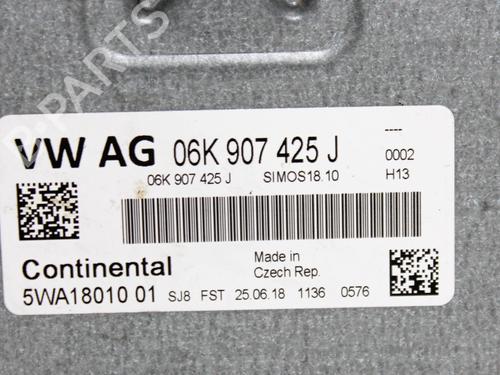 B-PARTS
----
VW AG 06K 907 425 J 0002
06K 907 425 J SIMOS18.10 H13
Continental
Made in
Czech Rep.
5WA18010 01 SJ8 FST 25.06.18 1136 0576